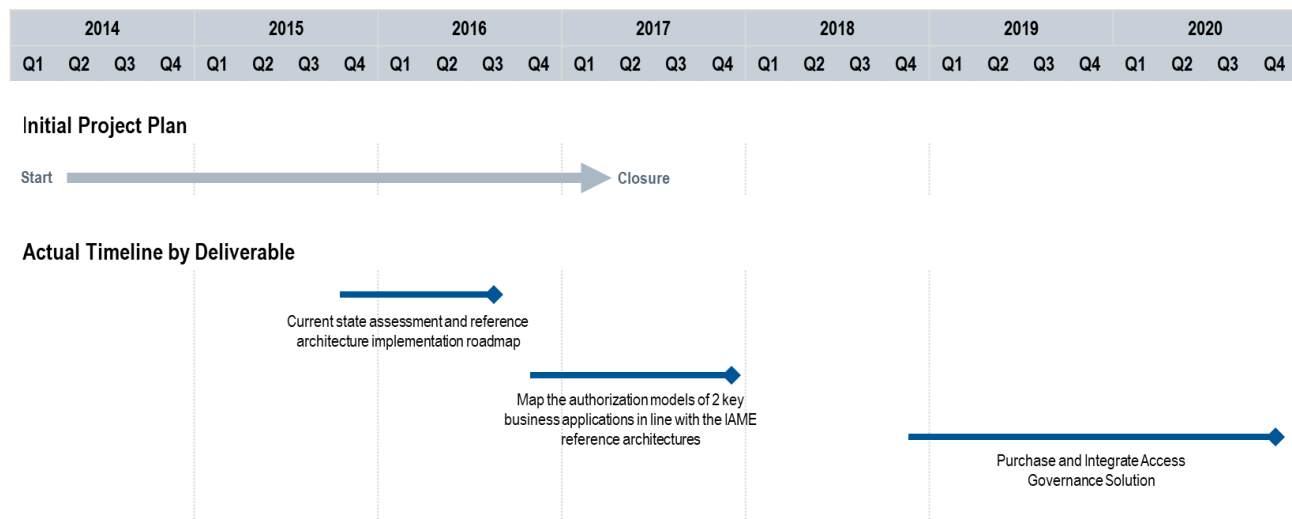 2014 2015 2016 2017 2018 2019 2020
Q1 Q2 Q3 Q4 Q1 Q2 Q3 Q4 Q1 Q2 Q3 Q4 Q1 Q2 Q3 Q4 Q1 Q2 Q3 Q4 Q1 Q2 Q3 Q4 Q1 Q2 Q3 Q4
Initial Project Plan
Start Closure
Actual Timeline by Deliverable
Current state assessment and reference
architecture implementation roadmap
Map the authorization models of 2 key
business applications in line with the IAME
reference architectures
Purchase and Integrate Access
Governance Solution